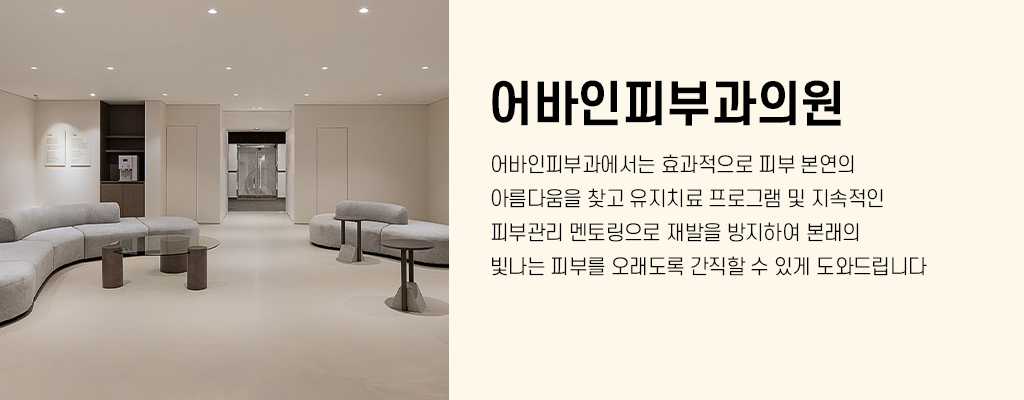 어바인피부과의원
어바인피부과에서는 효과적으로 피부 본연의
아름다움을 찾고 유지치료 프로그램 및 지속적인
피부관리 멘토링으로 재발을 방지하여 본래의
빛나는 피부를 오래도록 간직할 수 있게 도와드립니다